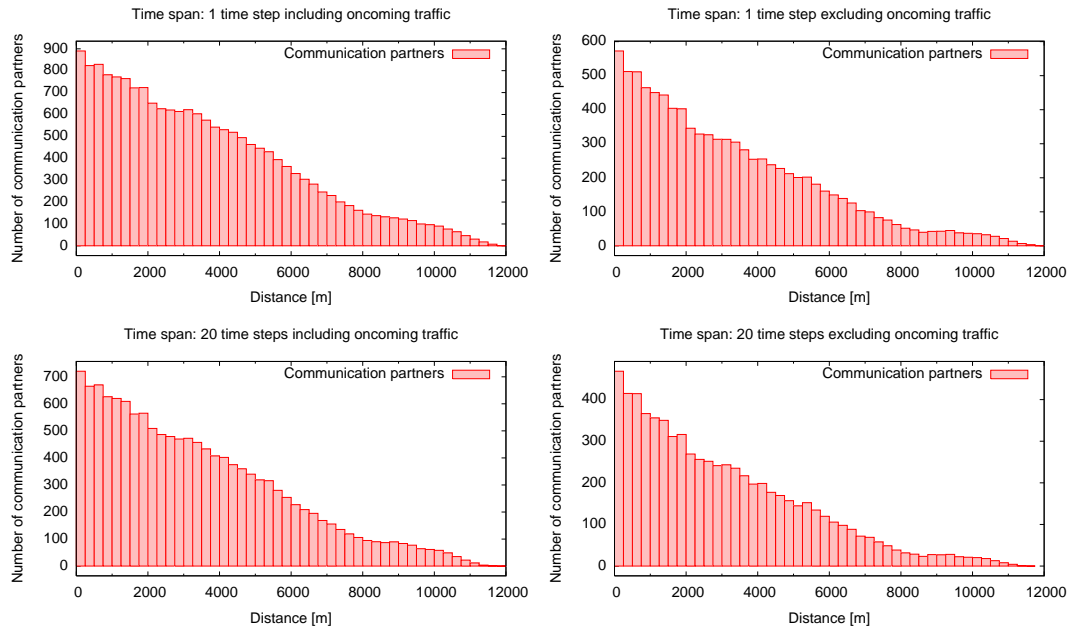 Time span: 1 time step including oncoming traffic
Number of communication partners
900
800
700
600
500
400
300
200
100
0
Communication partners
0 2000 4000 6000 8000 10000 12000
Distance [m]
Time span: 1 time step excluding oncoming traffic
Number of communication partners
600
500
400
300
200
100
0
Communication partners
0 2000 4000 6000 8000 10000 12000
Distance [m]
Time span: 20 time steps including oncoming traffic
Number of communication partners
700
600
500
400
300
200
100
0
Communication partners
0 2000 4000 6000 8000 10000 12000
Distance [m]
Time span: 20 time steps excluding oncoming traffic
Number of communication partners
400
300
200
100
0
Communication partners
0 2000 4000 6000 8000 10000 12000
Distance [m]